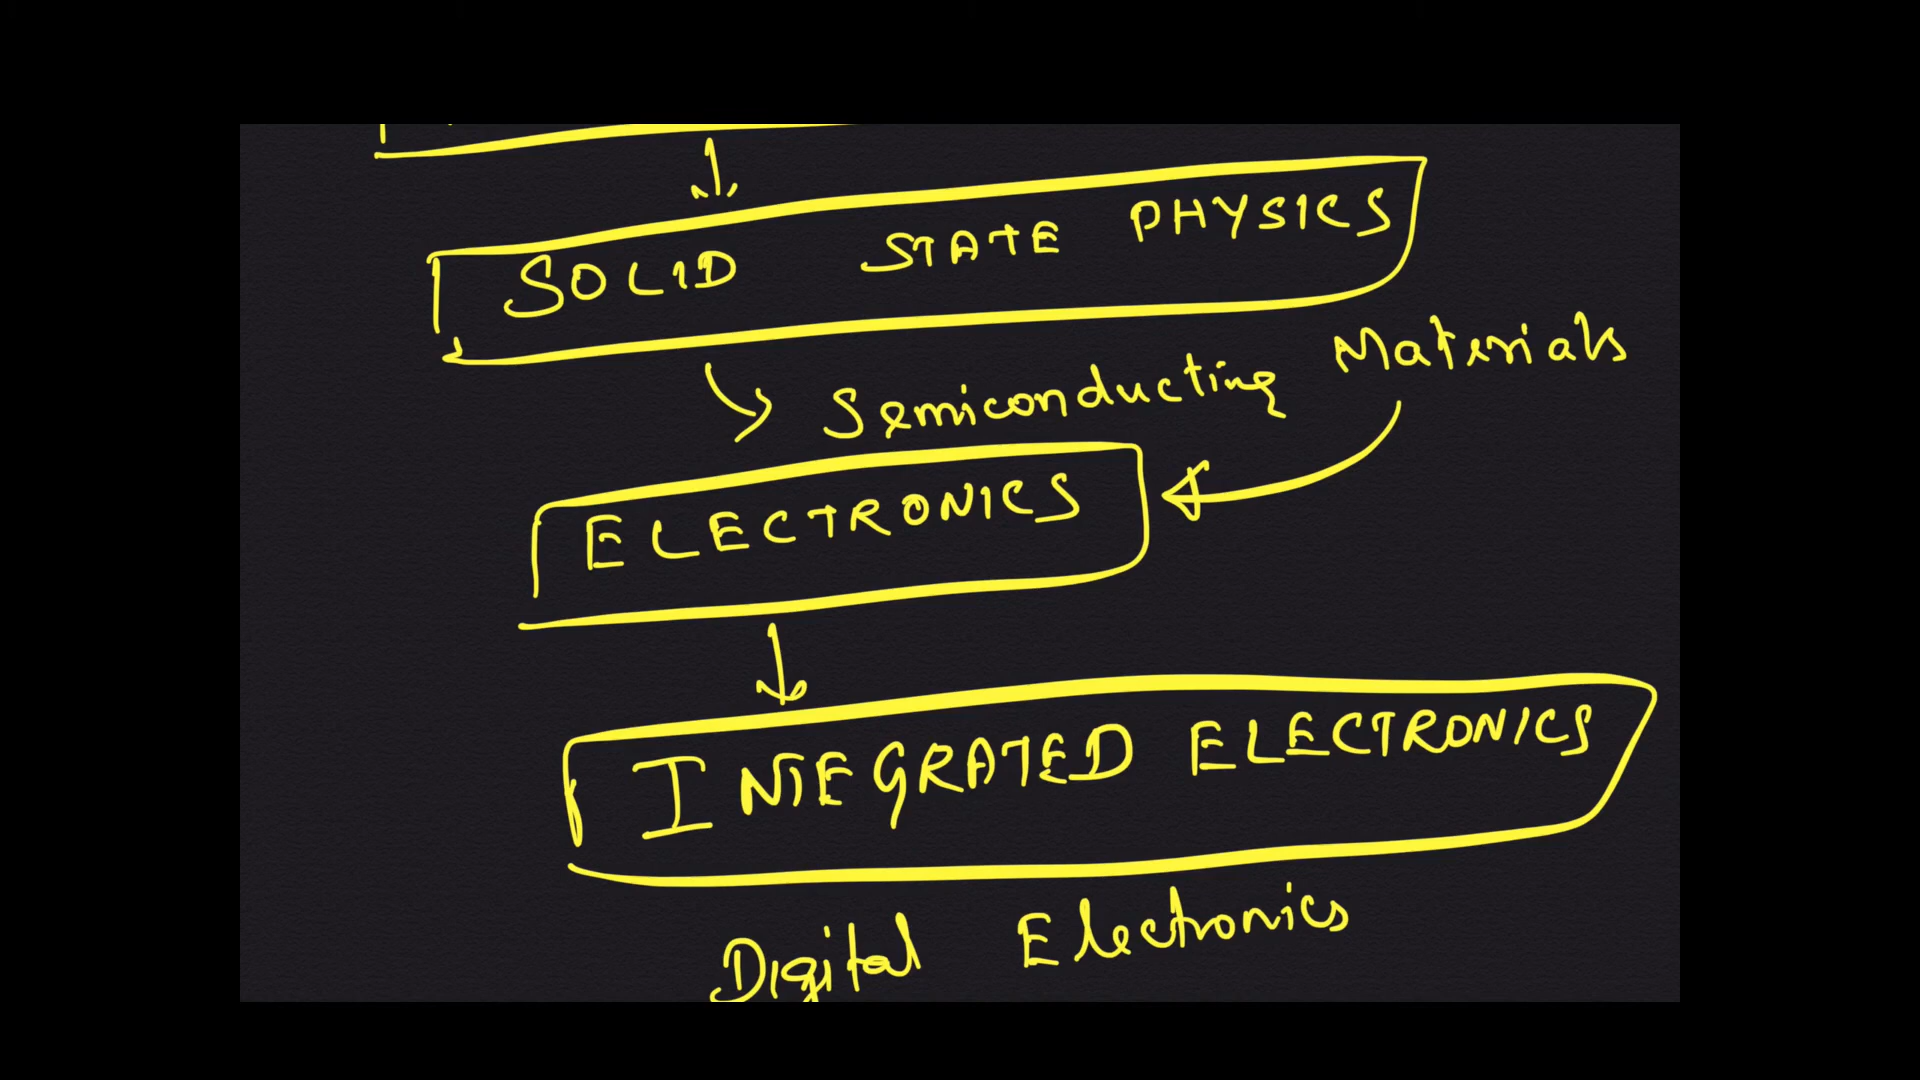 SOLID STATE PHYSICS
Semiconducting Materials
ELECTRONICS
INTEGRATED ELECTRONICS
Digital Electronics